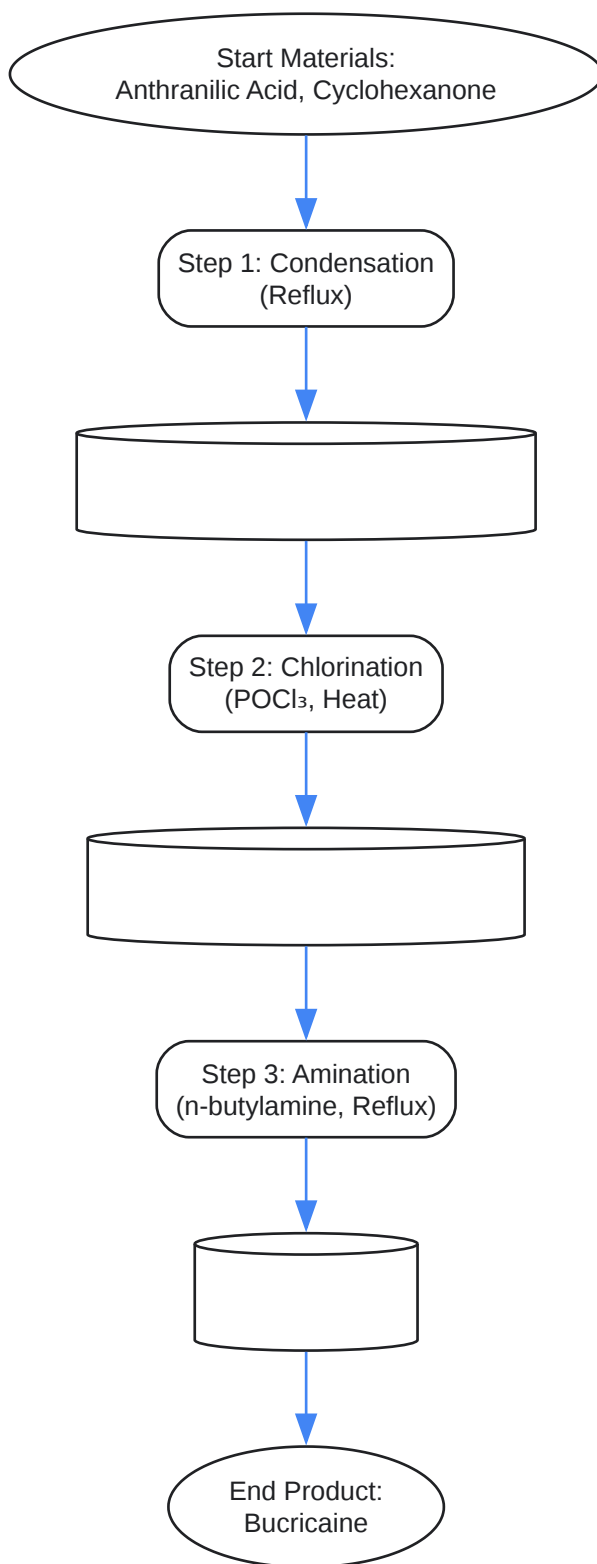 Start Materials:
Anthranilic Acid, Cyclohexanone
Step 1: Condensation
(Reflux)
Step 2: Chlorination
(POCl₃, Heat)
Step 3: Amination
(n-butylamine, Reflux)
End Product:
Bucricaine